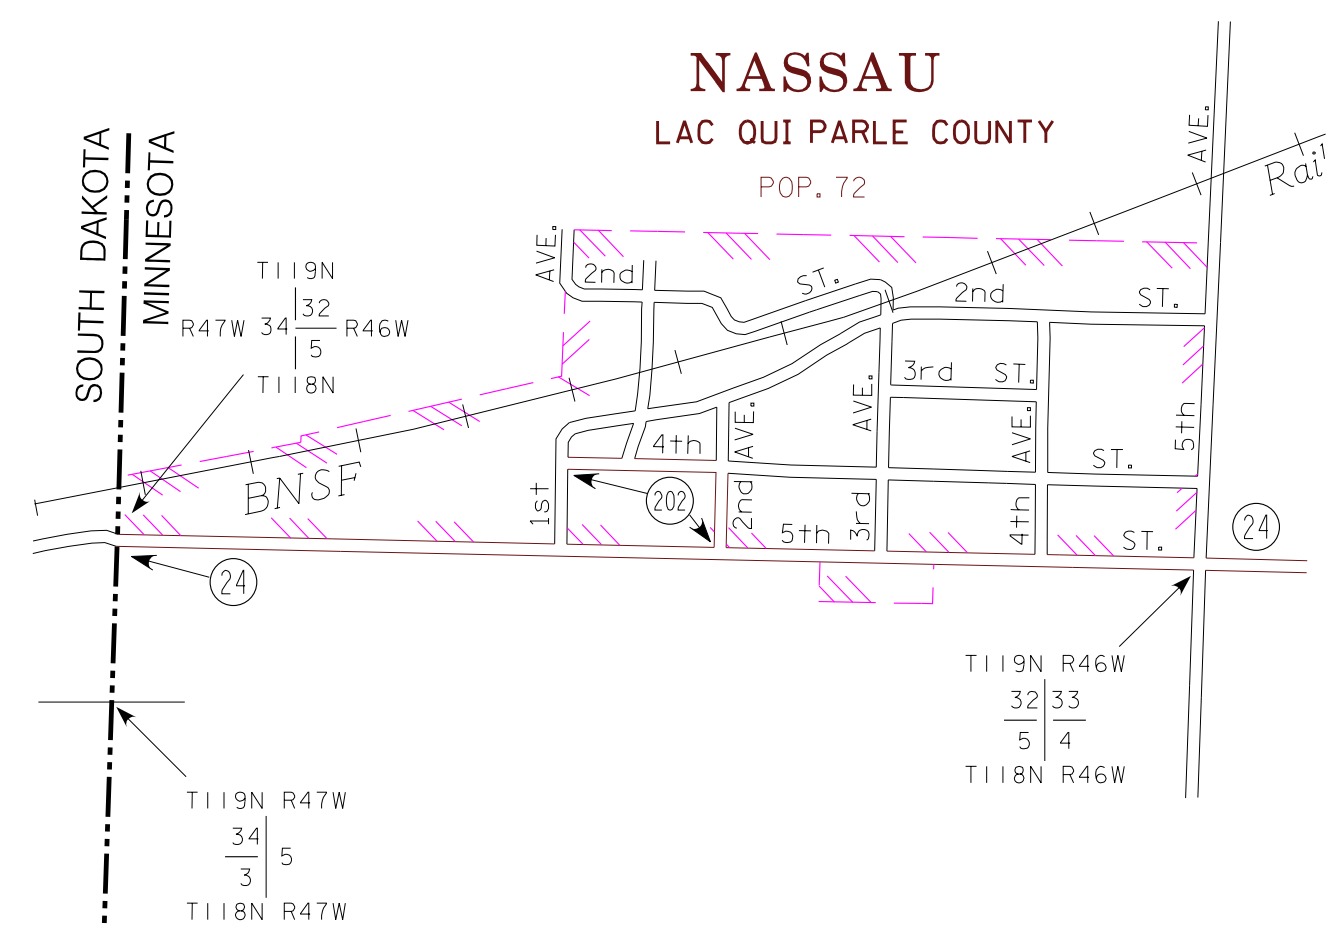 NASSAU
LAC QUI PARLE COUNTY
POP. 72
SOUTH DAKOTA
MINNESOTA
T119N
32
R47W 34 R46W
5
T118N
AVE.
2nd
ST.
2nd
ST.
AVE.
Rail
3rd
ST.
AVE.
AVE.
AVE.
4th
5th
ST.
BNSF
1st
202
2nd
5th
3rd
4th
ST.
24
24
T119N R46W
32 33
5 4
T118N R46W
T119N R47W
34
5
3
T118N R47W